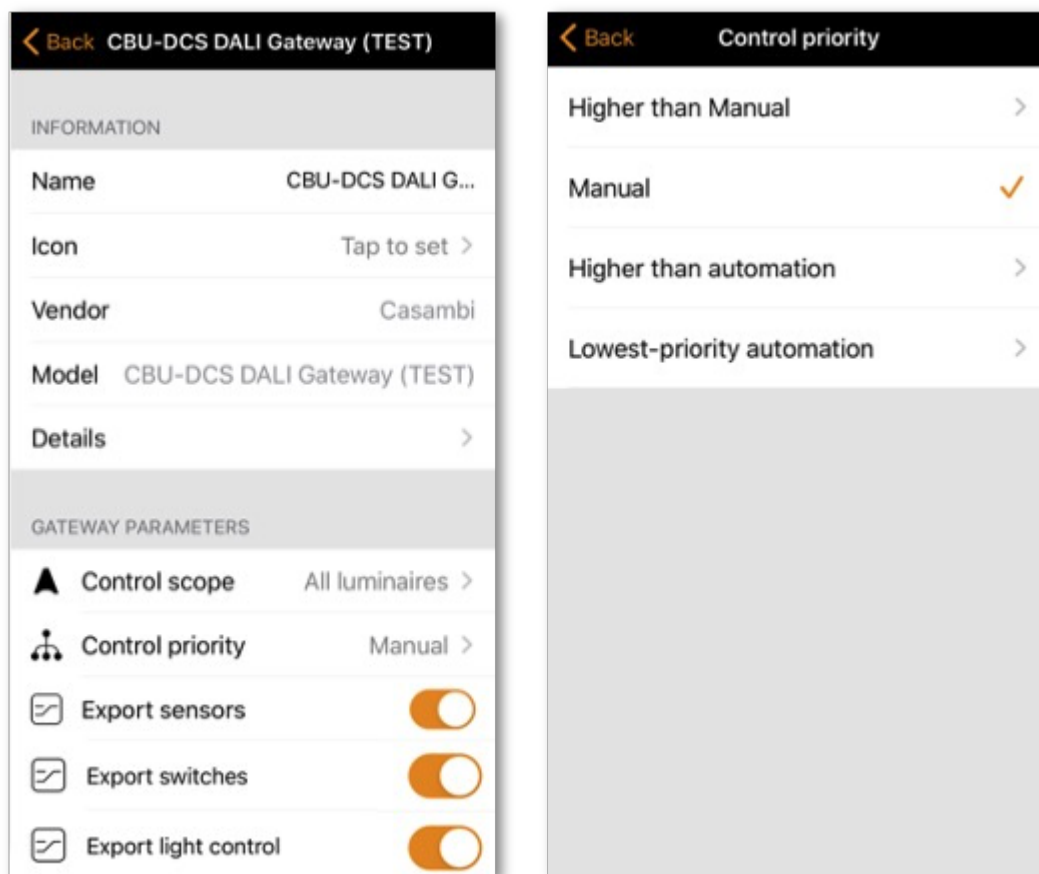 Back CBU-DCS DALI Gateway (TEST)
INFORMATION
Name CBU-DCS DALI G...
Icon Tap to set
Vendor Casambi
Model CBU-DCS DALI Gateway (TEST)
Details
GATEWAY PARAMETERS
Control scope All luminaires
Control priority Manual
Export sensors
Export switches
Export light control
Back Control priority
Higher than Manual
Manual
Higher than automation
Lowest-priority automation